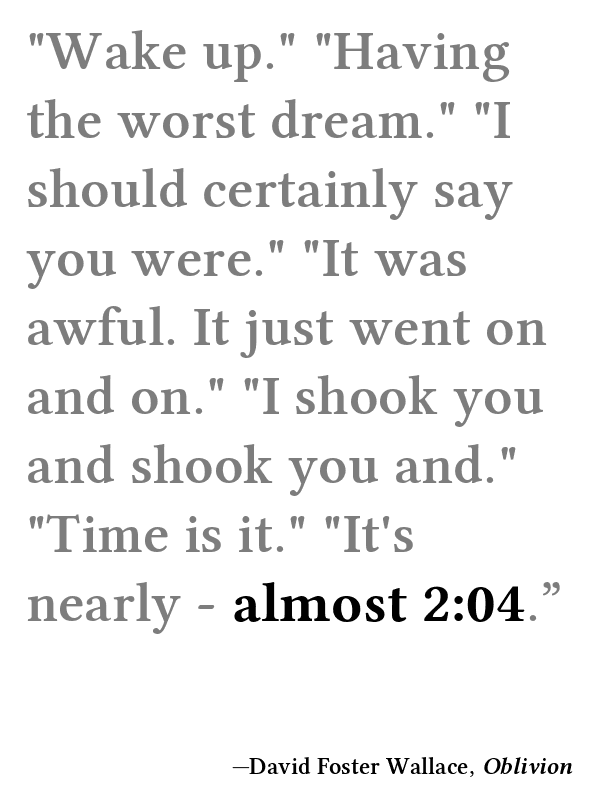 "Wake up." "Having
the worst dream." "I
should certainly say
you were." "It was
awful. It just went on
and on." "I shook you
and shook you and."
"Time is it." "It's
nearly - almost 2:04.”
—David Foster Wallace, Oblivion